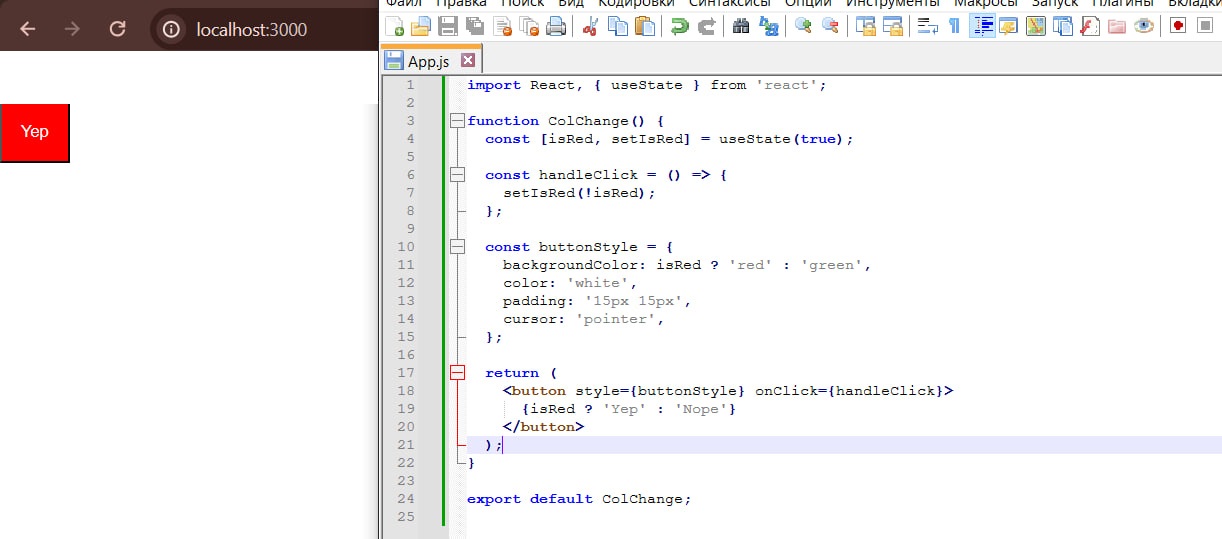 localhost:3000
Yep
Файл Правка Поиск Вид Кодировки Синтаксисы Опции Инструменты Макросы Запуск Плагины Вкладки
App.js
1 import React, { useState } from 'react';
2
3 function ColChange() {
4 const [isRed, setIsRed] = useState(true);
5
6 const handleClick = () => {
7 setIsRed(!isRed);
8 };
9
10 const buttonStyle = {
11 backgroundColor: isRed ? 'red' : 'green',
12 color: 'white',
13 padding: '15px 15px',
14 cursor: 'pointer',
15 };
16
17 return (
18 <button style={buttonStyle} onClick={handleClick}>
19 {isRed ? 'Yep' : 'Nope'}
20 </button>
21 );
22 }
23
24 export default ColChange;
25